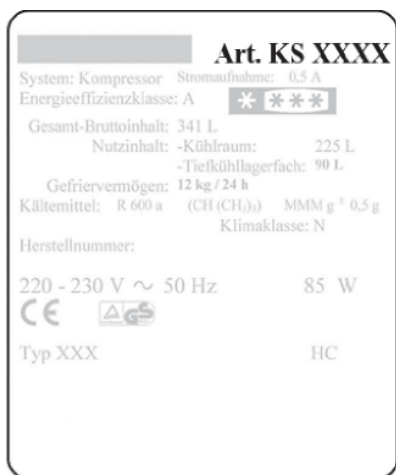 Art. KS XXXX
System: Kompressor Stromaufnahme: 0,5 A
Energieeffizienzklasse: A
Gesamt-Bruttoinhalt: 341 L
Nutzinhalt: -Kühlraum: 225 L
-Tiefkühllagerfach: 90 L
Gefriervermögen: 12 kg / 24 h
Kältemittel: R 600 a (CH (CH₃)₃) MMM g ± 0,5 g
Klimaklasse: N
Herstellnummer:
220 - 230 V ~ 50 Hz 85 W
CE GS
Typ XXX HC